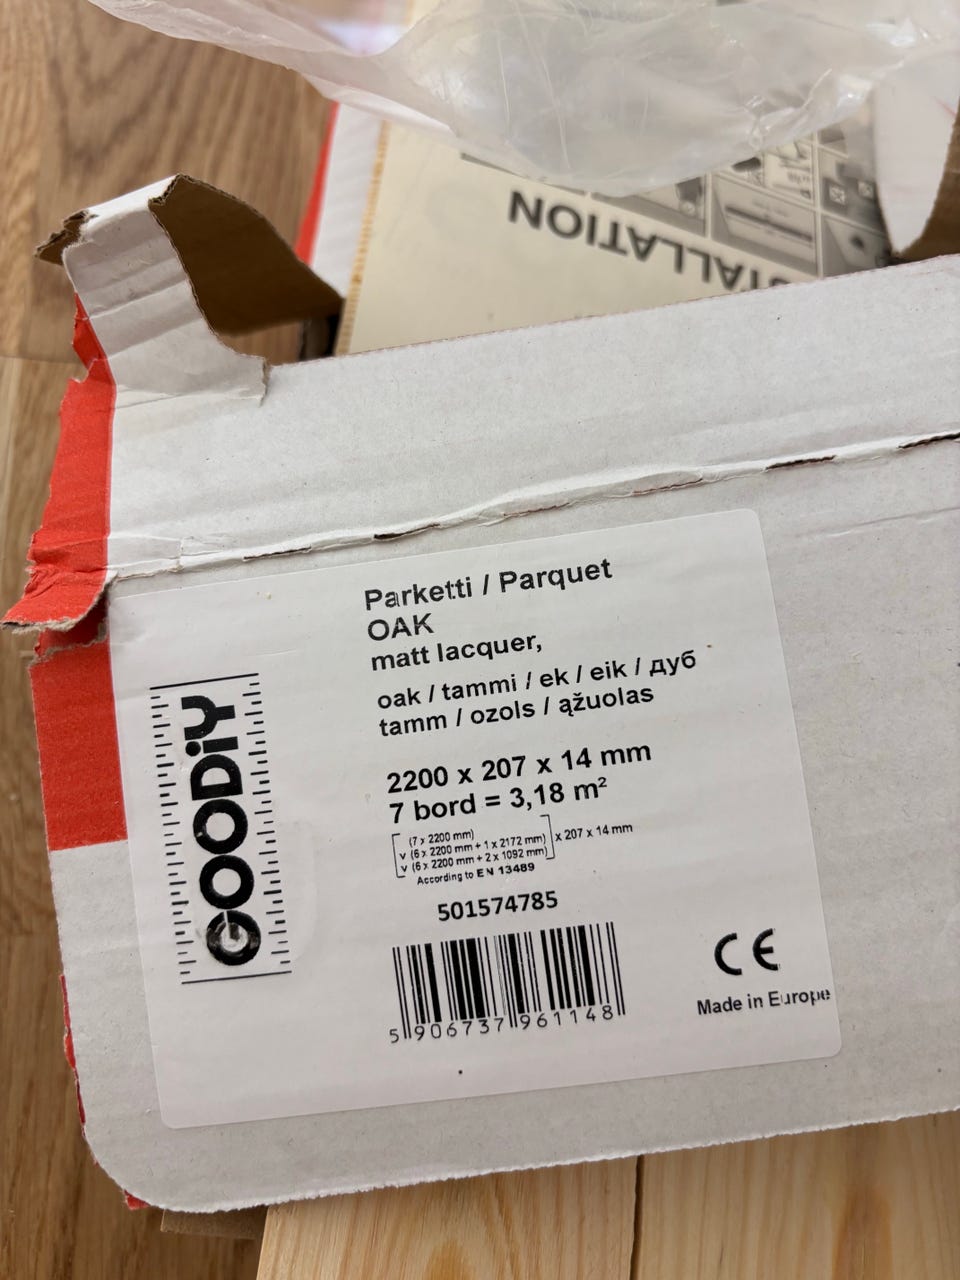 INSTALLATION
Parketti / Parquet
OAK
matt lacquer,
oak / tammi / ek / eik / дуб
tamm / ozols / ąžuolas
2200 x 207 x 14 mm
7 bord = 3,18 m²
(7 x 2200 mm)
v (6 x 2200 mm + 1 x 2172 mm) x 207 x 14 mm
v (6 x 2200 mm + 2 x 1092 mm)
According to EN 13489
501574785
5 906737 961148
CE
Made in Europe
COODiY